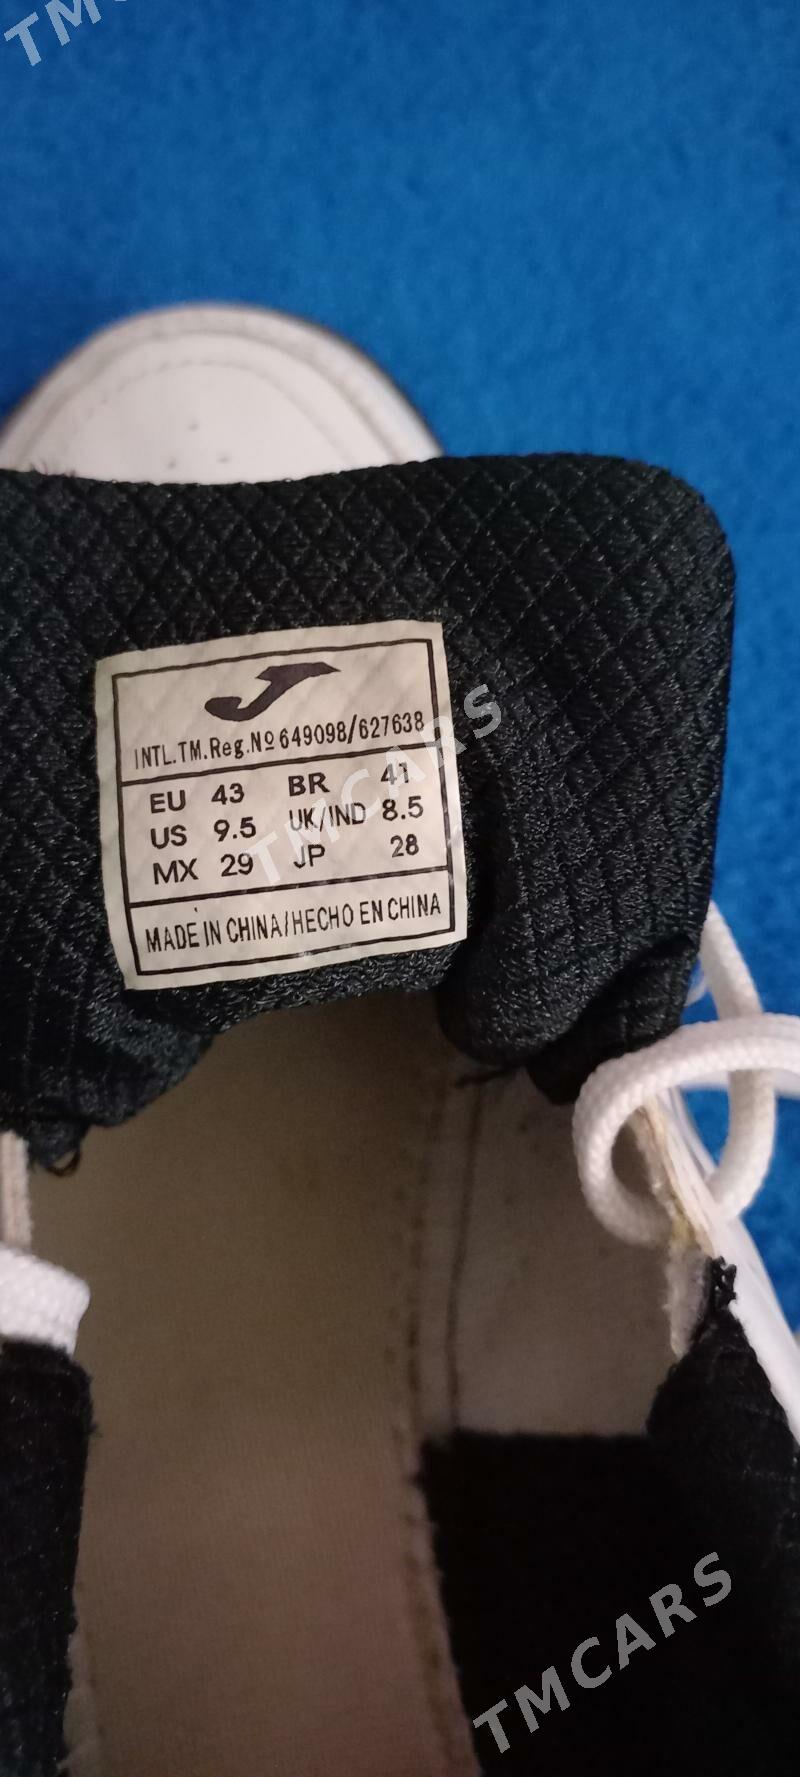 INTL.TM.Reg.Nº649098/627638
EU 43 BR 41
US 9.5 UK/IND 8.5
MX 29 JP 28
MADE IN CHINA/HECHO EN CHINA
TMCARS
TMCARS